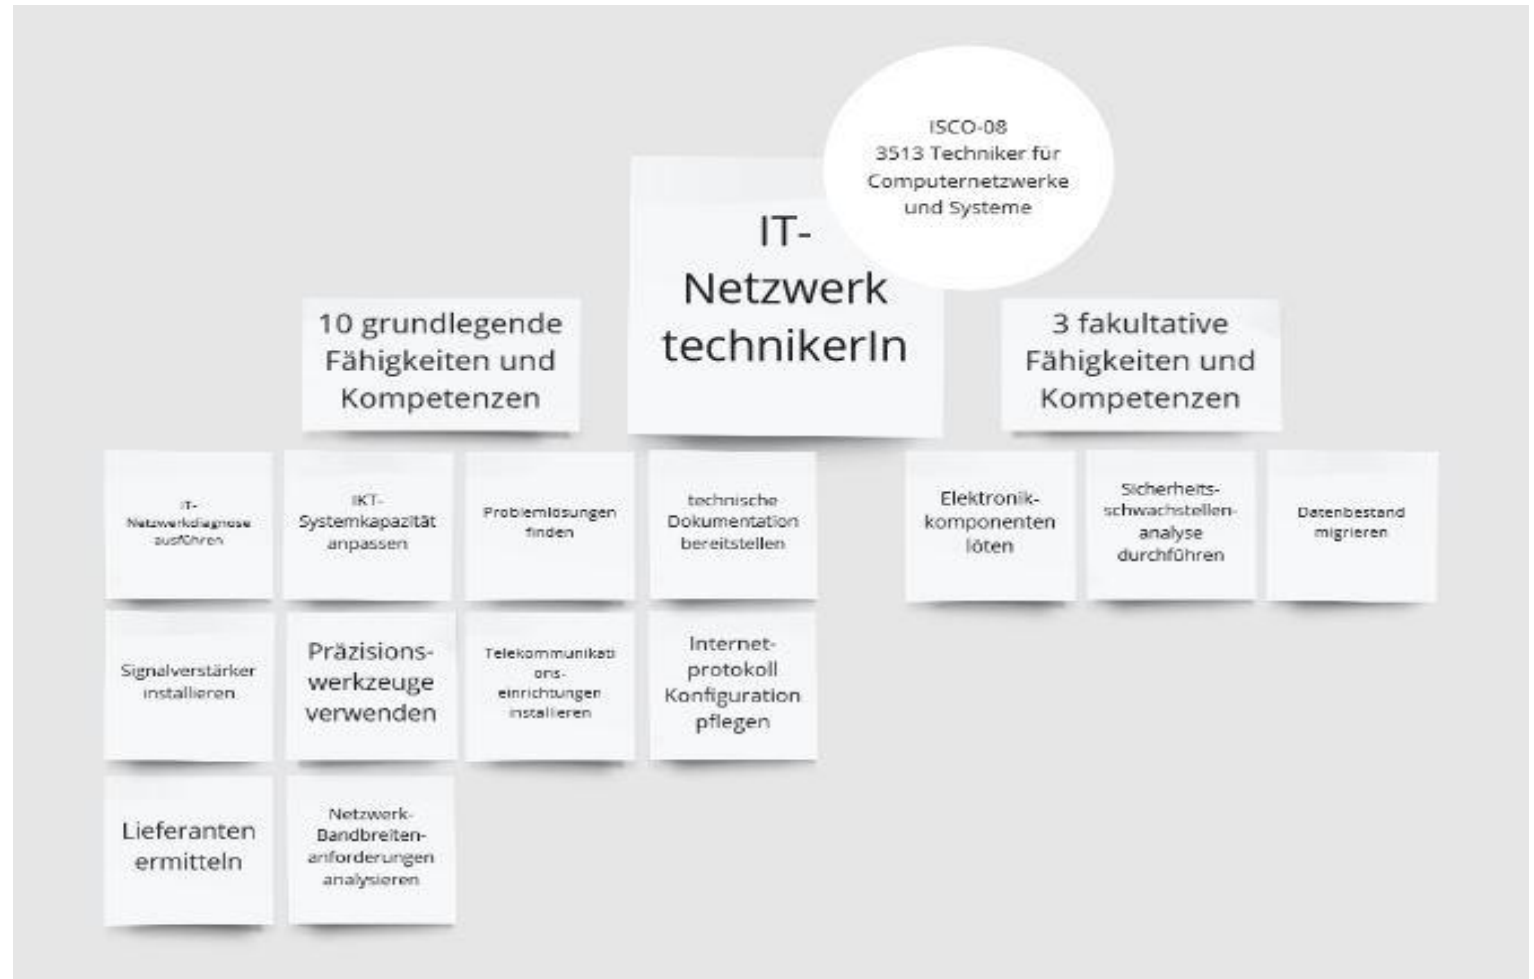 ISCO-08
3513 Techniker für
Computernetzwerke
und Systeme
IT-
Netzwerk
technikerIn
10 grundlegende
Fähigkeiten und
Kompetenzen
3 fakultative
Fähigkeiten und
Kompetenzen
IT-
Netzwerkdiagnose
ausführen
IKT-
Systemkapazität
anpassen
Problemlösungen
finden
technische
Dokumentation
bereitstellen
Elektronik-
komponenten
löten
Sicherheits-
schwachstellen-
analyse
durchführen
Datenbestand
migrieren
Signalverstärker
installieren
Präzisions-
werkzeuge
verwenden
Telekommunikati
ons-
einrichtungen
installieren
Internet-
protokoll
Konfiguration
pflegen
Lieferanten
ermitteln
Netzwerk-
Bandbreiten-
anforderungen
analysieren